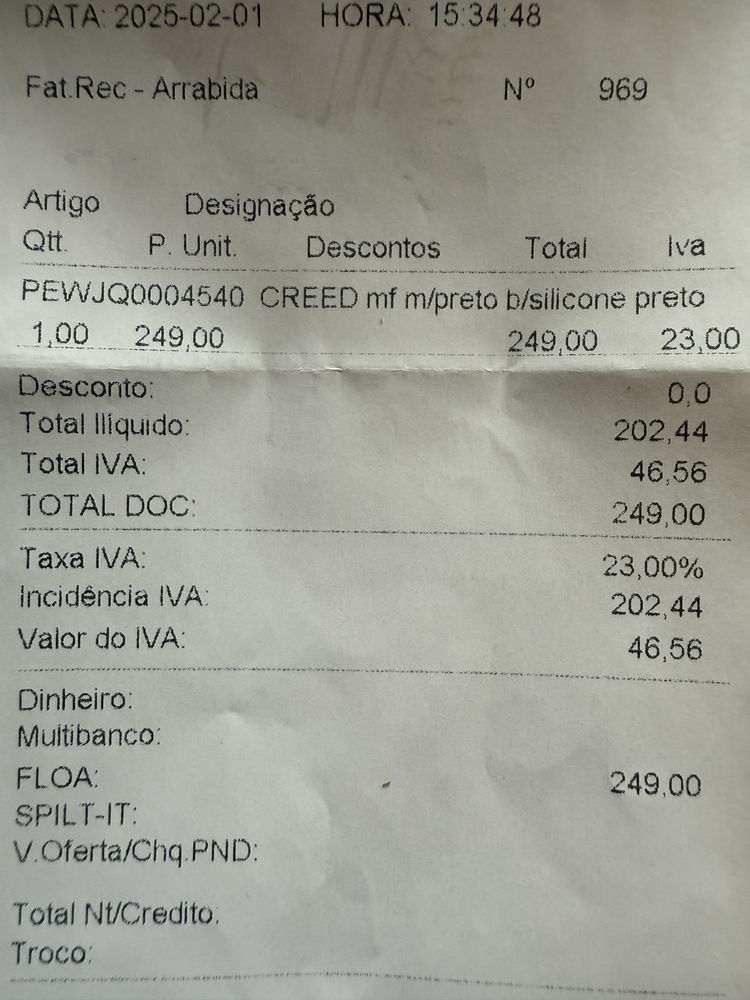 DATA: 2025-02-01 HORA: 15:34:48
Fat.Rec - Arrabida Nº 969
Artigo Designação
Qtt. P. Unit. Descontos Total Iva
PEWJQ0004540 CREED mf m/preto b/silicone preto
1,00 249,00 249,00 23,00
Desconto: 0,0
Total Ilíquido: 202,44
Total IVA: 46,56
TOTAL DOC: 249,00
Taxa IVA: 23,00%
Incidência IVA: 202,44
Valor do IVA: 46,56
Dinheiro:
Multibanco:
FLOA: 249,00
SPILT-IT:
V.Oferta/Chq.PND:
Total Nt/Credito:
Troco: